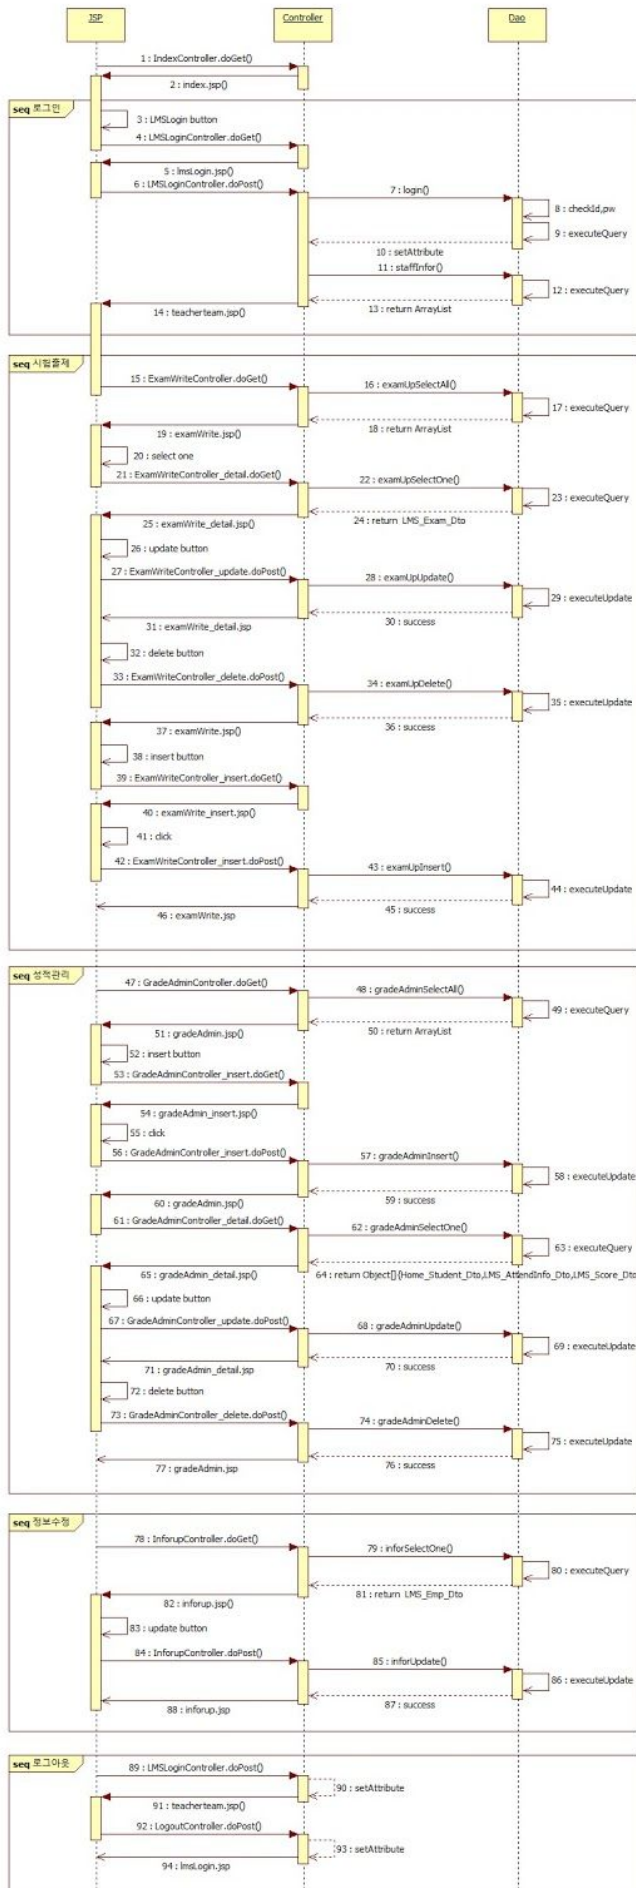 JSP
Controller
Dao
1 : IndexController.doGet()
2 : index.jsp()
seq 로그인
3 : LMSLogin button
4 : LMSLoginController.doGet()
5 : lmsLogin.jsp()
6 : LMSLoginController.doPost()
7 : login()
8 : checkId,pw
9 : executeQuery
10 : setAttribute
11 : staffInfor()
12 : executeQuery
13 : return ArrayList
14 : teacherteam.jsp()
seq 시험출제
15 : ExamWriteController.doGet()
16 : examUpSelectAll()
17 : executeQuery
18 : return ArrayList
19 : examWrite.jsp()
20 : select one
21 : ExamWriteController_detail.doGet()
22 : examUpSelectOne()
23 : executeQuery
24 : return LMS_Exam_Dto
25 : examWrite_detail.jsp()
26 : update button
27 : ExamWriteController_update.doPost()
28 : examUpUpdate()
29 : executeUpdate
30 : success
31 : examWrite_detail.jsp
32 : delete button
33 : ExamWriteController_delete.doPost()
34 : examUpDelete()
35 : executeUpdate
36 : success
37 : examWrite.jsp()
38 : insert button
39 : ExamWriteController_insert.doGet()
40 : examWrite_insert.jsp()
41 : click
42 : ExamWriteController_insert.doPost()
43 : examUpInsert()
44 : executeUpdate
45 : success
46 : examWrite.jsp
seq 성적관리
47 : GradeAdminController.doGet()
48 : gradeAdminSelectAll()
49 : executeQuery
50 : return ArrayList
51 : gradeAdmin.jsp()
52 : insert button
53 : GradeAdminController_insert.doGet()
54 : gradeAdmin_insert.jsp()
55 : click
56 : GradeAdminController_insert.doPost()
57 : gradeAdminInsert()
58 : executeUpdate
59 : success
60 : gradeAdmin.jsp()
61 : GradeAdminController_detail.doGet()
62 : gradeAdminSelectOne()
63 : executeQuery
64 : return Object[]{Home_Student_Dto,LMS_AttendInfo_Dto,LMS_Score_Dto
65 : gradeAdmin_detail.jsp()
66 : update button
67 : GradeAdminController_update.doPost()
68 : gradeAdminUpdate()
69 : executeUpdate
70 : success
71 : gradeAdmin_detail.jsp
72 : delete button
73 : GradeAdminController_delete.doPost()
74 : gradeAdminDelete()
75 : executeUpdate
76 : success
77 : gradeAdmin.jsp
seq 정보수정
78 : InforupController.doGet()
79 : inforSelectOne()
80 : executeQuery
81 : return LMS_Emp_Dto
82 : inforup.jsp()
83 : update button
84 : InforupController.doPost()
85 : inforUpdate()
86 : executeUpdate
87 : success
88 : inforup.jsp
seq 로그아웃
89 : LMSLoginController.doPost()
90 : setAttribute
91 : teacherteam.jsp()
92 : LogoutController.doPost()
93 : setAttribute
94 : lmsLogin.jsp